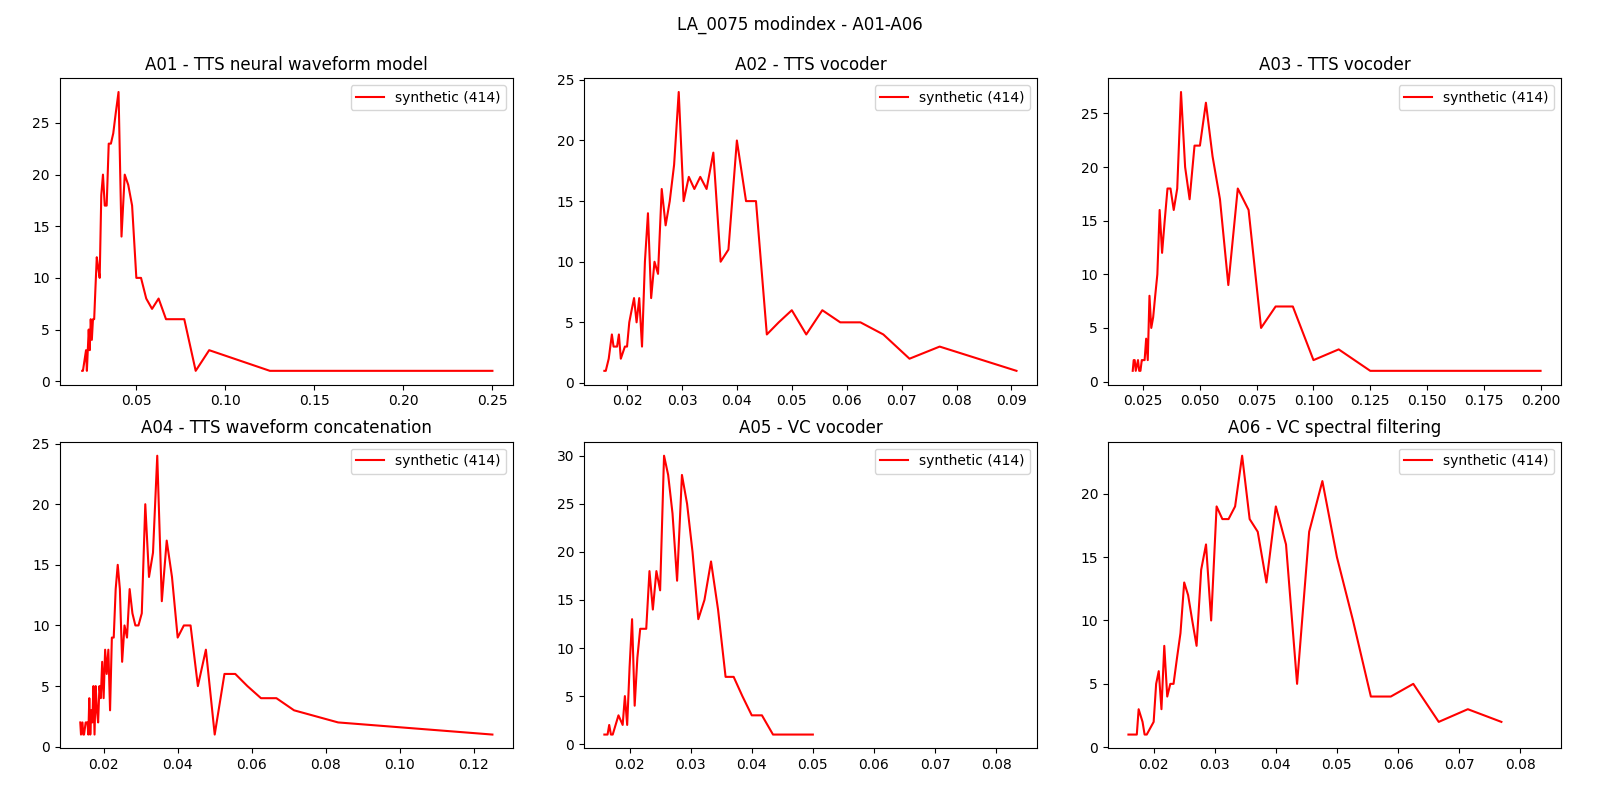 LA_0075 modindex - A01-A06
A01 - TTS neural waveform model
synthetic (414)
25
20
15
10
5
0
0.05 0.10 0.15 0.20 0.25
A02 - TTS vocoder
synthetic (414)
25
20
15
10
5
0
0.02 0.03 0.04 0.05 0.06 0.07 0.08 0.09
A03 - TTS vocoder
synthetic (414)
25
20
15
10
5
0
0.025 0.050 0.075 0.100 0.125 0.150 0.175 0.200
A04 - TTS waveform concatenation
synthetic (414)
25
20
15
10
5
0
0.02 0.04 0.06 0.08 0.10 0.12
A05 - VC vocoder
synthetic (414)
30
25
20
15
10
5
0
0.02 0.03 0.04 0.05 0.06 0.07 0.08
A06 - VC spectral filtering
synthetic (414)
20
15
10
5
0
0.02 0.03 0.04 0.05 0.06 0.07 0.08